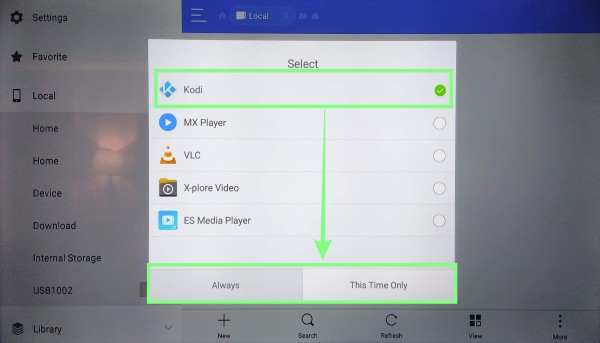 Settings
Favorite
Local
Home
Home
Device
Download
Internal Storage
USB1002
Library
Local
Select
Kodi
MX Player
VLC
X-plore Video
ES Media Player
Always
This Time Only
New
Search
Refresh
View
More